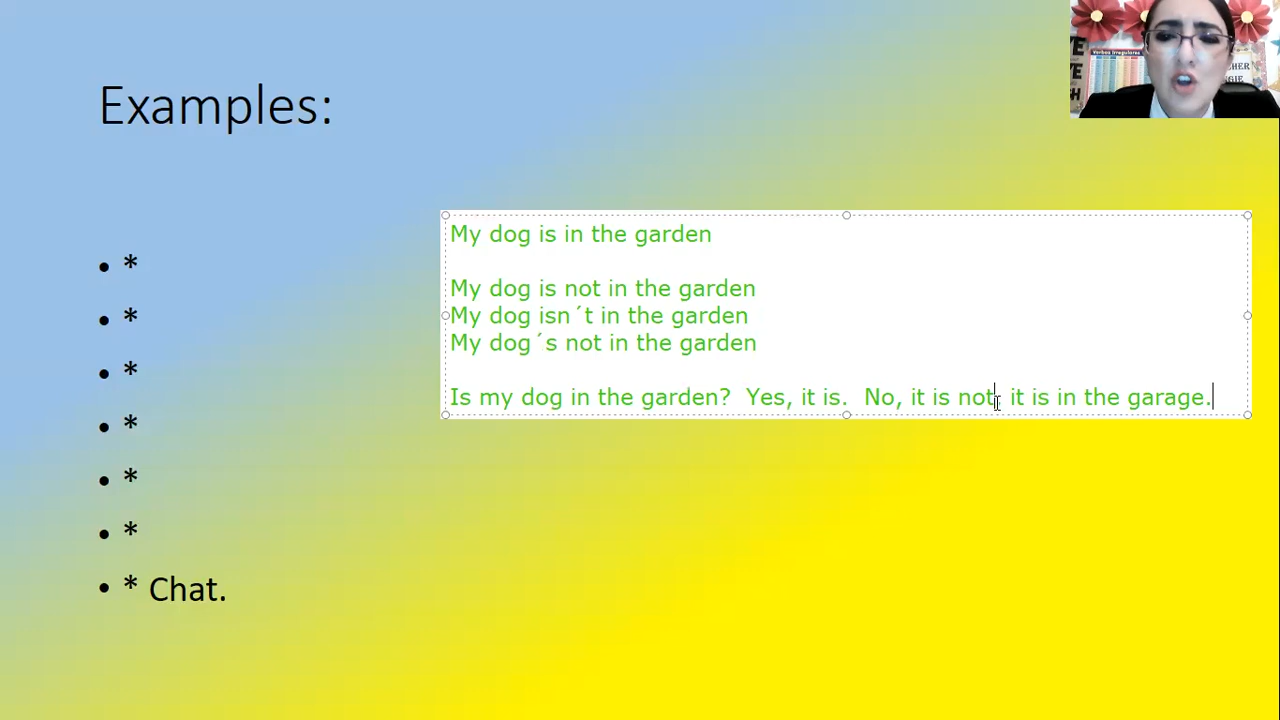 Examples:
My dog is in the garden
My dog is not in the garden
My dog isn´t in the garden
My dog´s not in the garden
Is my dog in the garden?  Yes, it is.  No, it is not, it is in the garage.
• *
• *
• *
• *
• *
• *
• * Chat.
Verbos Irregulares